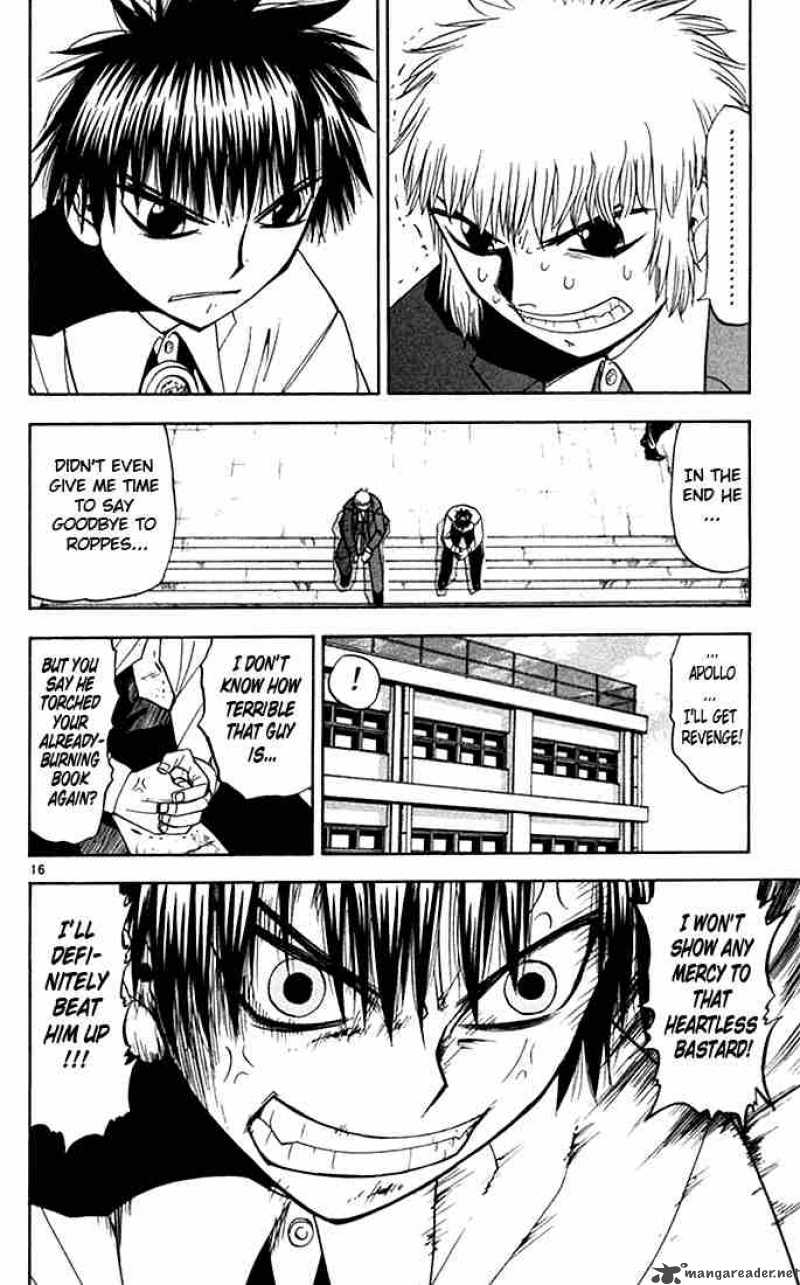 ..........
IN THE
END HE
...
DIDN'T EVEN
GIVE ME TIME
TO SAY
GOODBYE TO
ROPPES...
...
APOLLO
...
I'LL GET
REVENGE!
!
I DON'T
KNOW HOW
TERRIBLE
THAT GUY
IS...
BUT YOU
SAY HE
TORCHED
YOUR
ALREADY-
BURNING
BOOK
AGAIN?
16
I WON'T
SHOW ANY
MERCY TO
THAT
HEARTLESS
BASTARD!
I'LL
DEFI-
NITELY
BEAT
HIM UP
!!!
mangareader.net